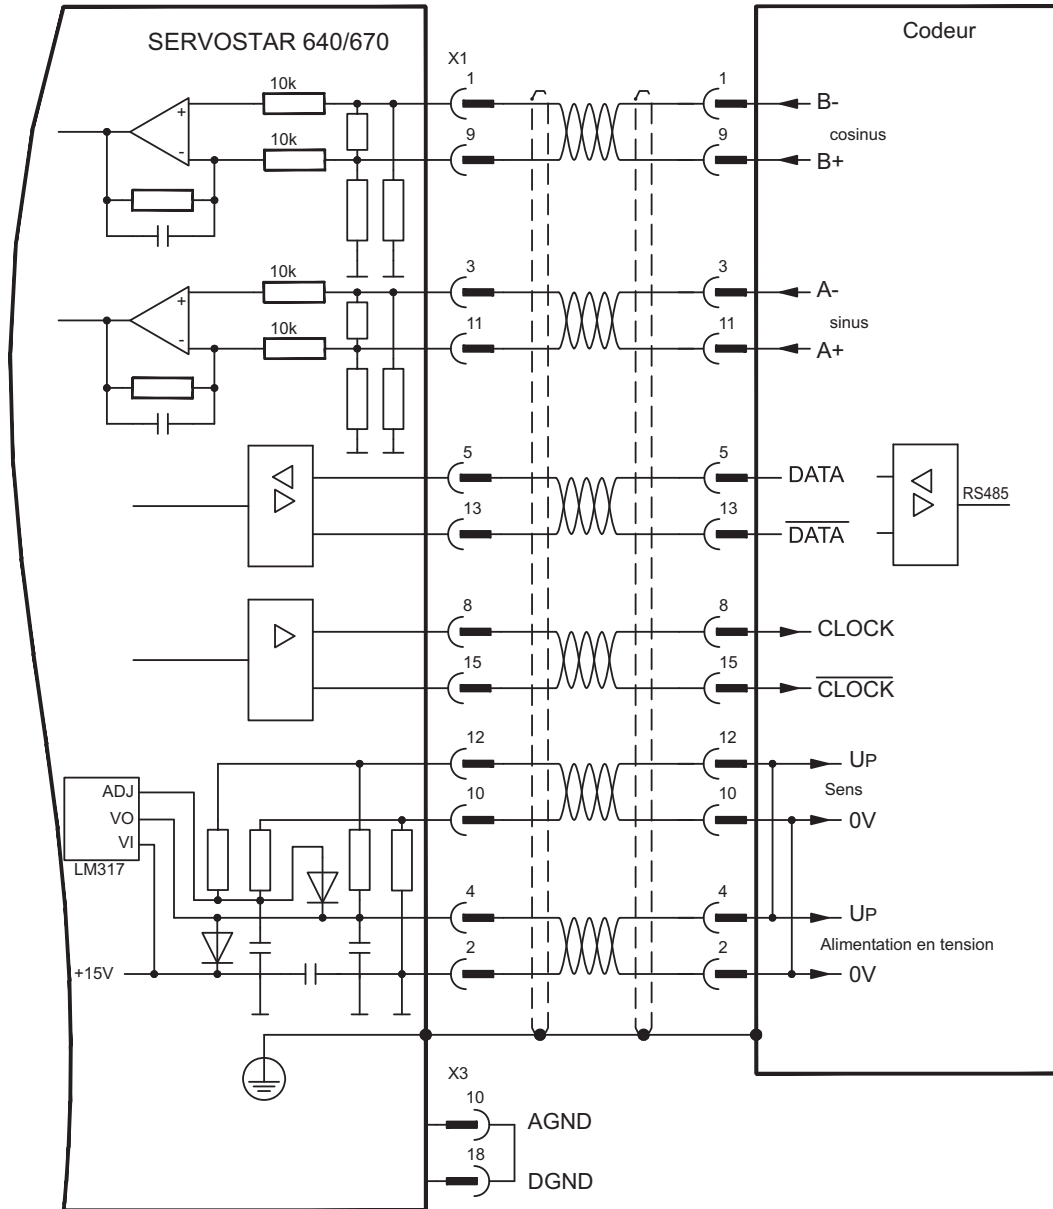 SERVOSTAR 640/670
Codeur
X1
10k
1
1
B-
cosinus
10k
9
9
B+
10k
3
3
A-
sinus
10k
11
11
A+
5
5
DATA
RS485
13
13
DATA
8
8
CLOCK
15
15
CLOCK
12
12
UP
ADJ
Sens
VO
10
10
0V
VI
LM317
4
4
UP
Alimentation en tension
+15V
2
2
0V
X3
10
AGND
18
DGND
+
-
+
-